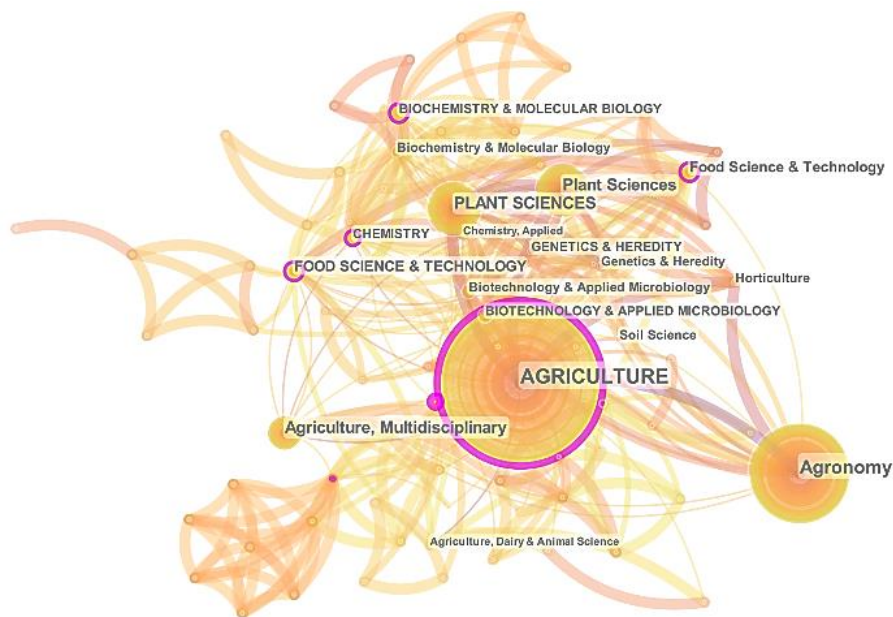 BIOCHEMISTRY & MOLECULAR BIOLOGY
Biochemistry & Molecular Biology
Food Science & Technology
Plant Sciences
PLANT SCIENCES
Chemistry, Applied
CHEMISTRY
GENETICS & HEREDITY
Genetics & Heredity
FOOD SCIENCE & TECHNOLOGY
Horticulture
Biotechnology & Applied Microbiology
BIOTECHNOLOGY & APPLIED MICROBIOLOGY
Soil Science
AGRICULTURE
Agriculture, Multidisciplinary
Agronomy
Agriculture, Dairy & Animal Science